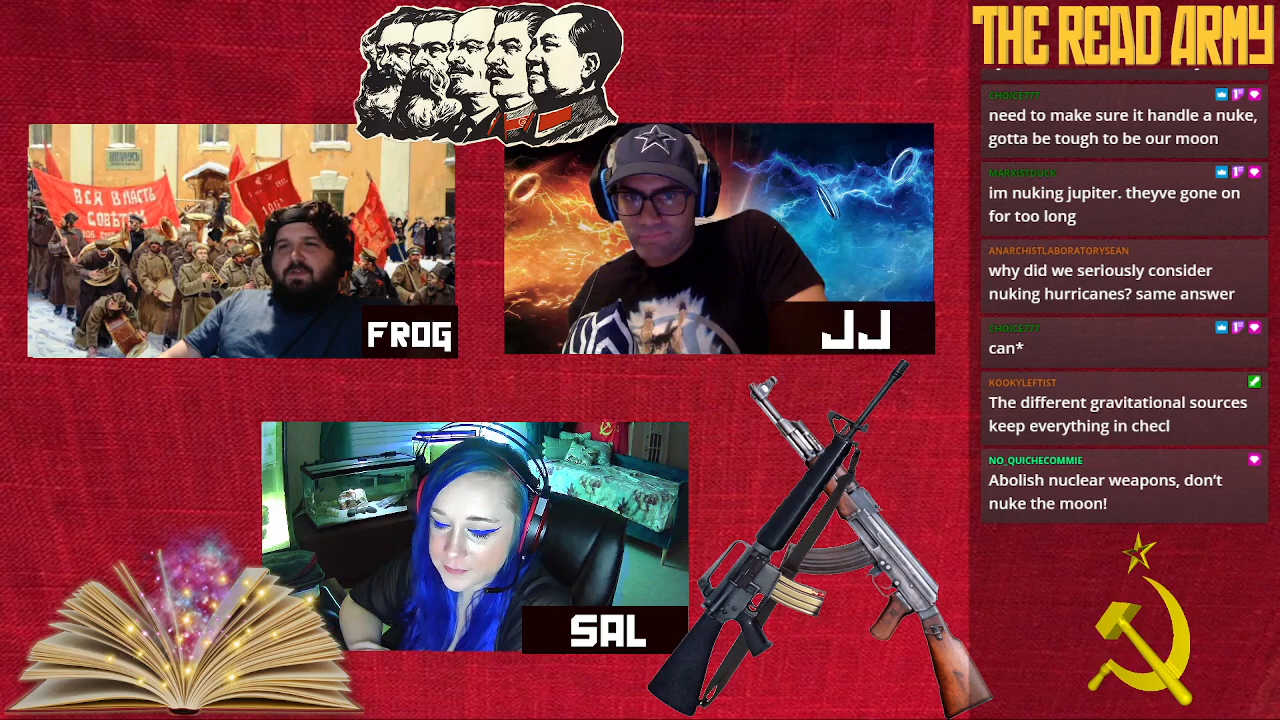 THE READ ARMY
CHOICE777
need to make sure it handle a nuke,
gotta be tough to be our moon
MARXISTDUCK
im nuking jupiter. theyve gone on
for too long
ANARCHISTLABORATORYSEAN
why did we seriously consider
nuking hurricanes? same answer
CHOICE777
can*
KOOKYLEFTIST
The different gravitational sources
keep everything in checl
NO_QUICHECOMMIE
Abolish nuclear weapons, don't
nuke the moon!
ВСЯ ВЛАСТЬ
СОВѢТАМ
FROG
JJ
SAL